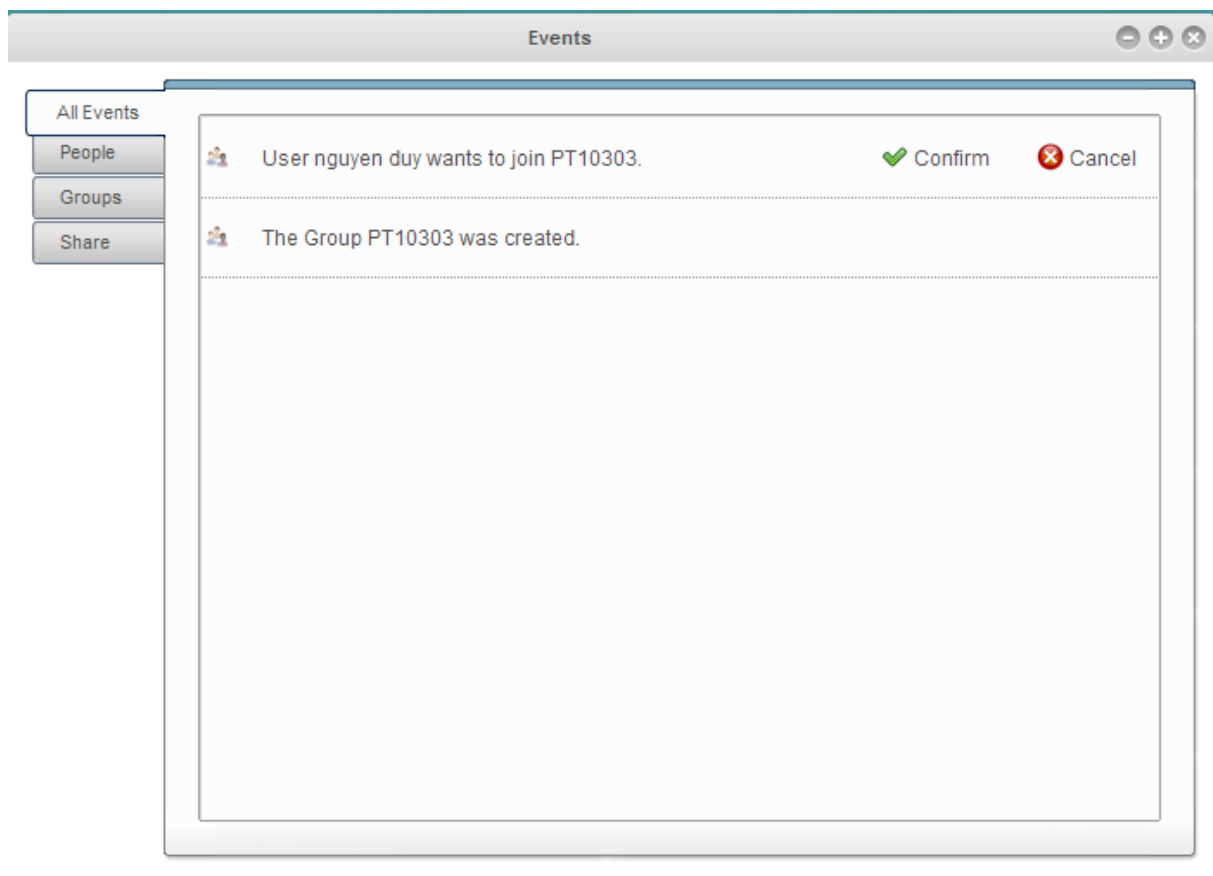 Events
All Events
People
Groups
Share
User nguyen duy wants to join PT10303.
Confirm
Cancel
The Group PT10303 was created.